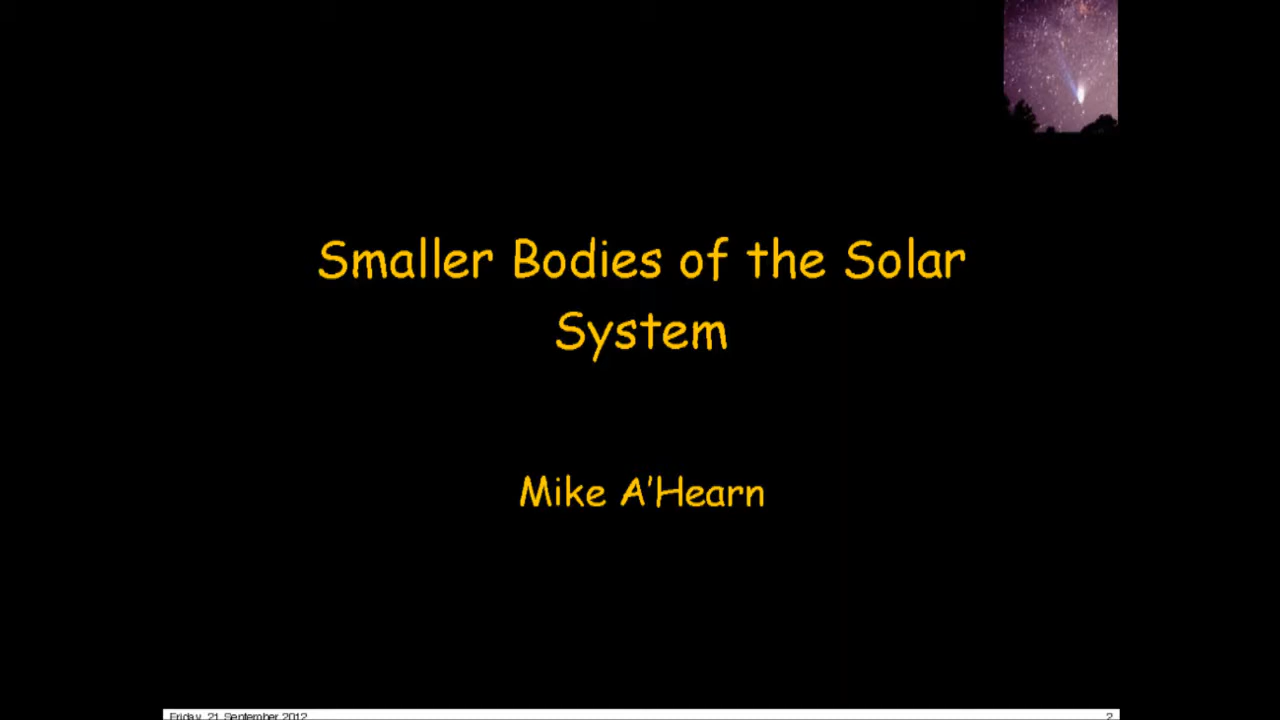 Smaller Bodies of the Solar
System
Mike A'Hearn
Friday, 21 September 2012
2